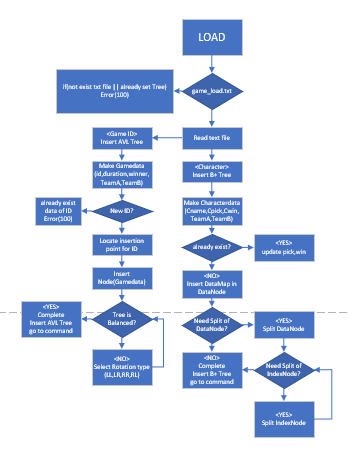 LOAD
If(not exist txt file || already set Tree)
Error(100)
game_load.txt
<Game ID>
Insert AVL Tree
Read text file
Make Gamedata
(id,duration,winner,
TeamA,TeamB)
<Character>
Insert B+ Tree
already exist
data of ID
Error(100)
New ID?
Make Characterdata
(Cname,Cpick,Cwin,
TeamA,TeamB)
Locate insertion
point for ID
already exist?
<YES>
update pick,win
Insert
Node(Gamedata)
<NO>
Insert DataMap in
DataNode
<YES>
Complete
Insert AVL Tree
go to command
Tree is
Balanced?
Need Split of
DataNode?
<YES>
Split DataNode
<NO>
Select Rotation type
(LL,LR,RR,RL)
<NO>
Complete
Insert B+ Tree
go to command
Need Split of
IndexNode?
<YES>
Split IndexNode